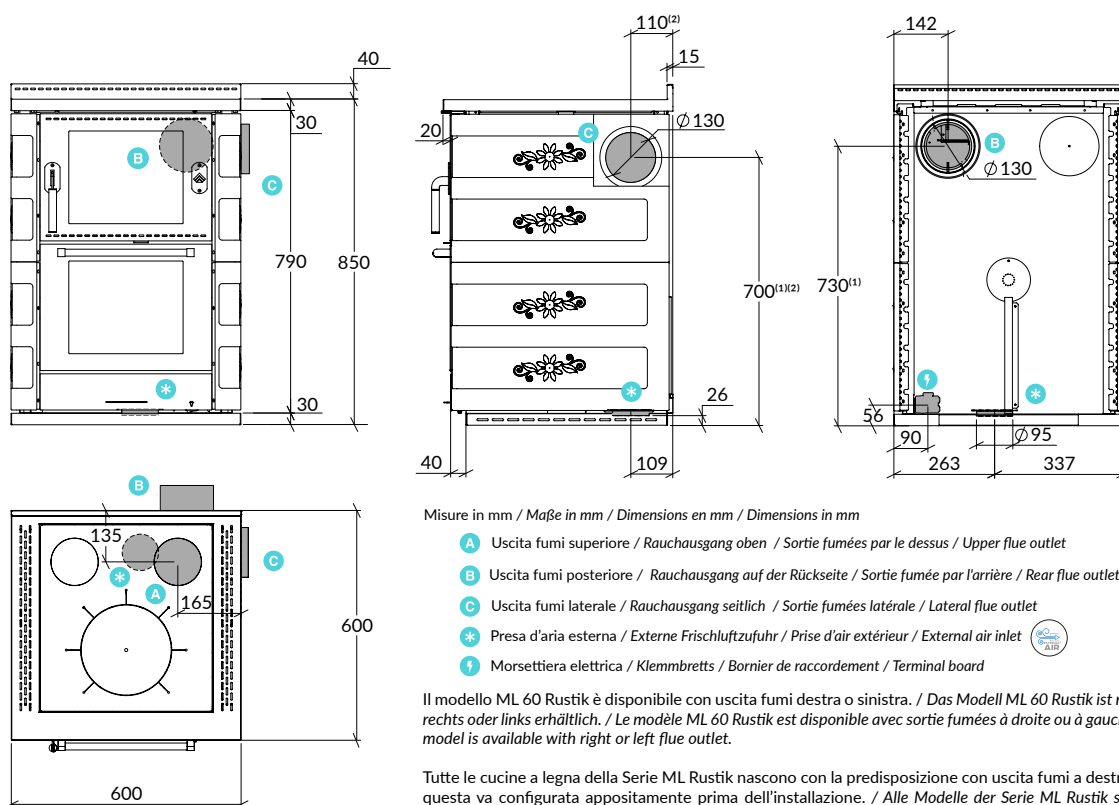 40
30
B
C
790
850
*
30
110(2)
15
20
C
Ø 130
700(1)(2)
*
26
40
109
142
B
Ø 130
730(1)
*
56
90
Ø 95
263
337
B
135
C
*
A
165
600
600
Misure in mm / Maße in mm / Dimensions en mm / Dimensions in mm
A Uscita fumi superiore / Rauchausgang oben / Sortie fumées par le dessus / Upper flue outlet
B Uscita fumi posteriore / Rauchausgang auf der Rückseite / Sortie fumée par l'arrière / Rear flue outlet
C Uscita fumi laterale / Rauchausgang seitlich / Sortie fumées latérale / Lateral flue outlet
* Presa d'aria esterna / Externe Frischluftzufuhr / Prise d'air extérieur / External air inlet
AIR
Morsettiera elettrica / Klemmbretts / Bornier de raccordement / Terminal board
Il modello ML 60 Rustik è disponibile con uscita fumi destra o sinistra. / Das Modell ML 60 Rustik ist
rechts oder links erhältlich. / Le modèle ML 60 Rustik est disponible avec sortie fumées à droite ou à
model is available with right or left flue outlet.
Tutte le cucine a legna della Serie ML Rustik nascono con la predisposizione con uscita fumi a
questa va configurata appositamente prima dell'installazione. / Alle Modelle der Serie ML Rustik